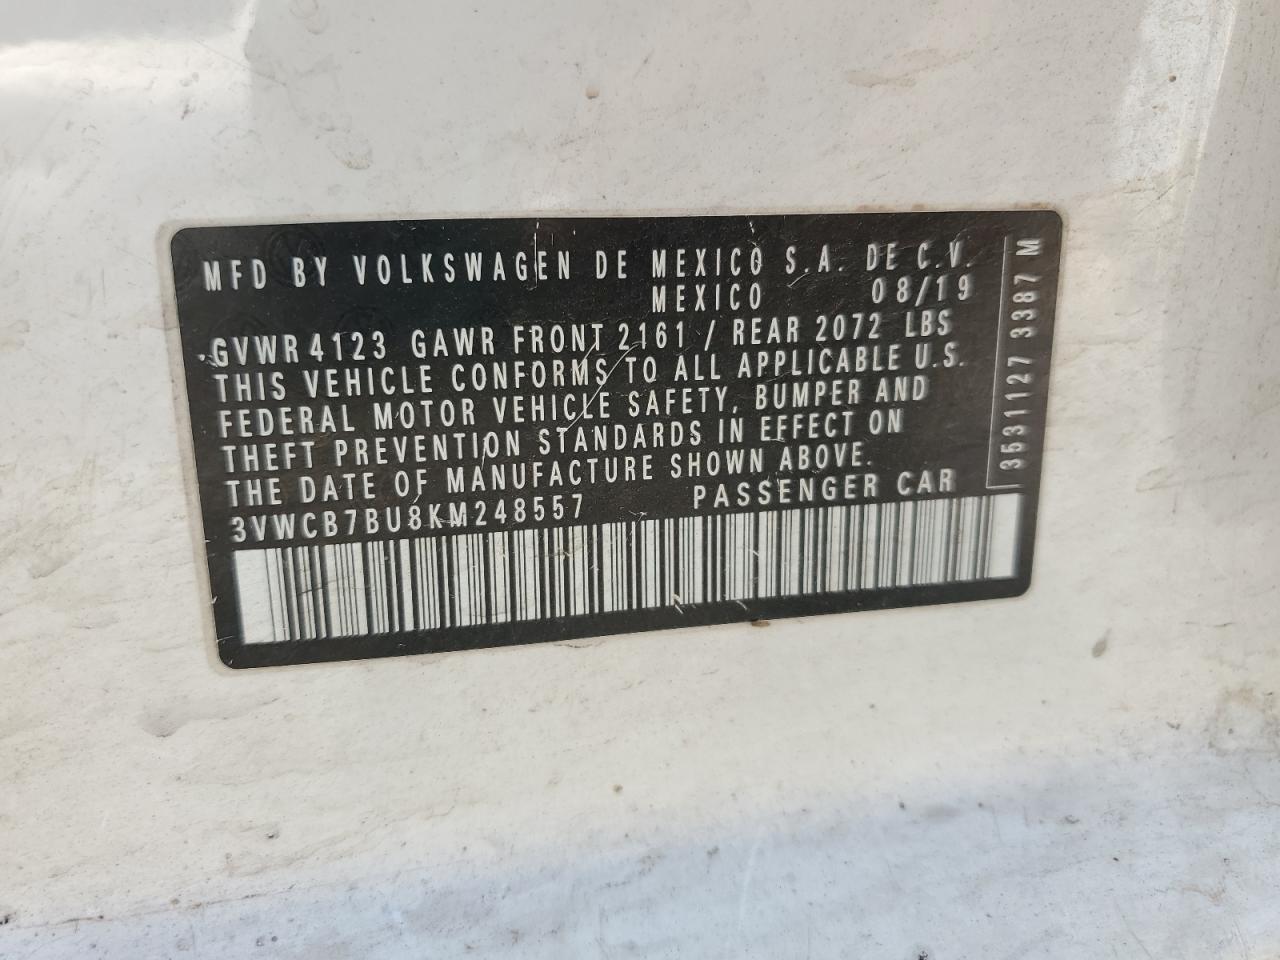 MFD BY VOLKSWAGEN DE MEXICO S.A. DE C.V.
MEXICO 08/19
GVWR 4123 GAWR FRONT 2161 / REAR 2072 LBS
THIS VEHICLE CONFORMS TO ALL APPLICABLE U.S.
FEDERAL MOTOR VEHICLE SAFETY, BUMPER AND
THEFT PREVENTION STANDARDS IN EFFECT ON
THE DATE OF MANUFACTURE SHOWN ABOVE.
3VWCB7BU8KM248557 PASSENGER CAR
3531127 3387 M